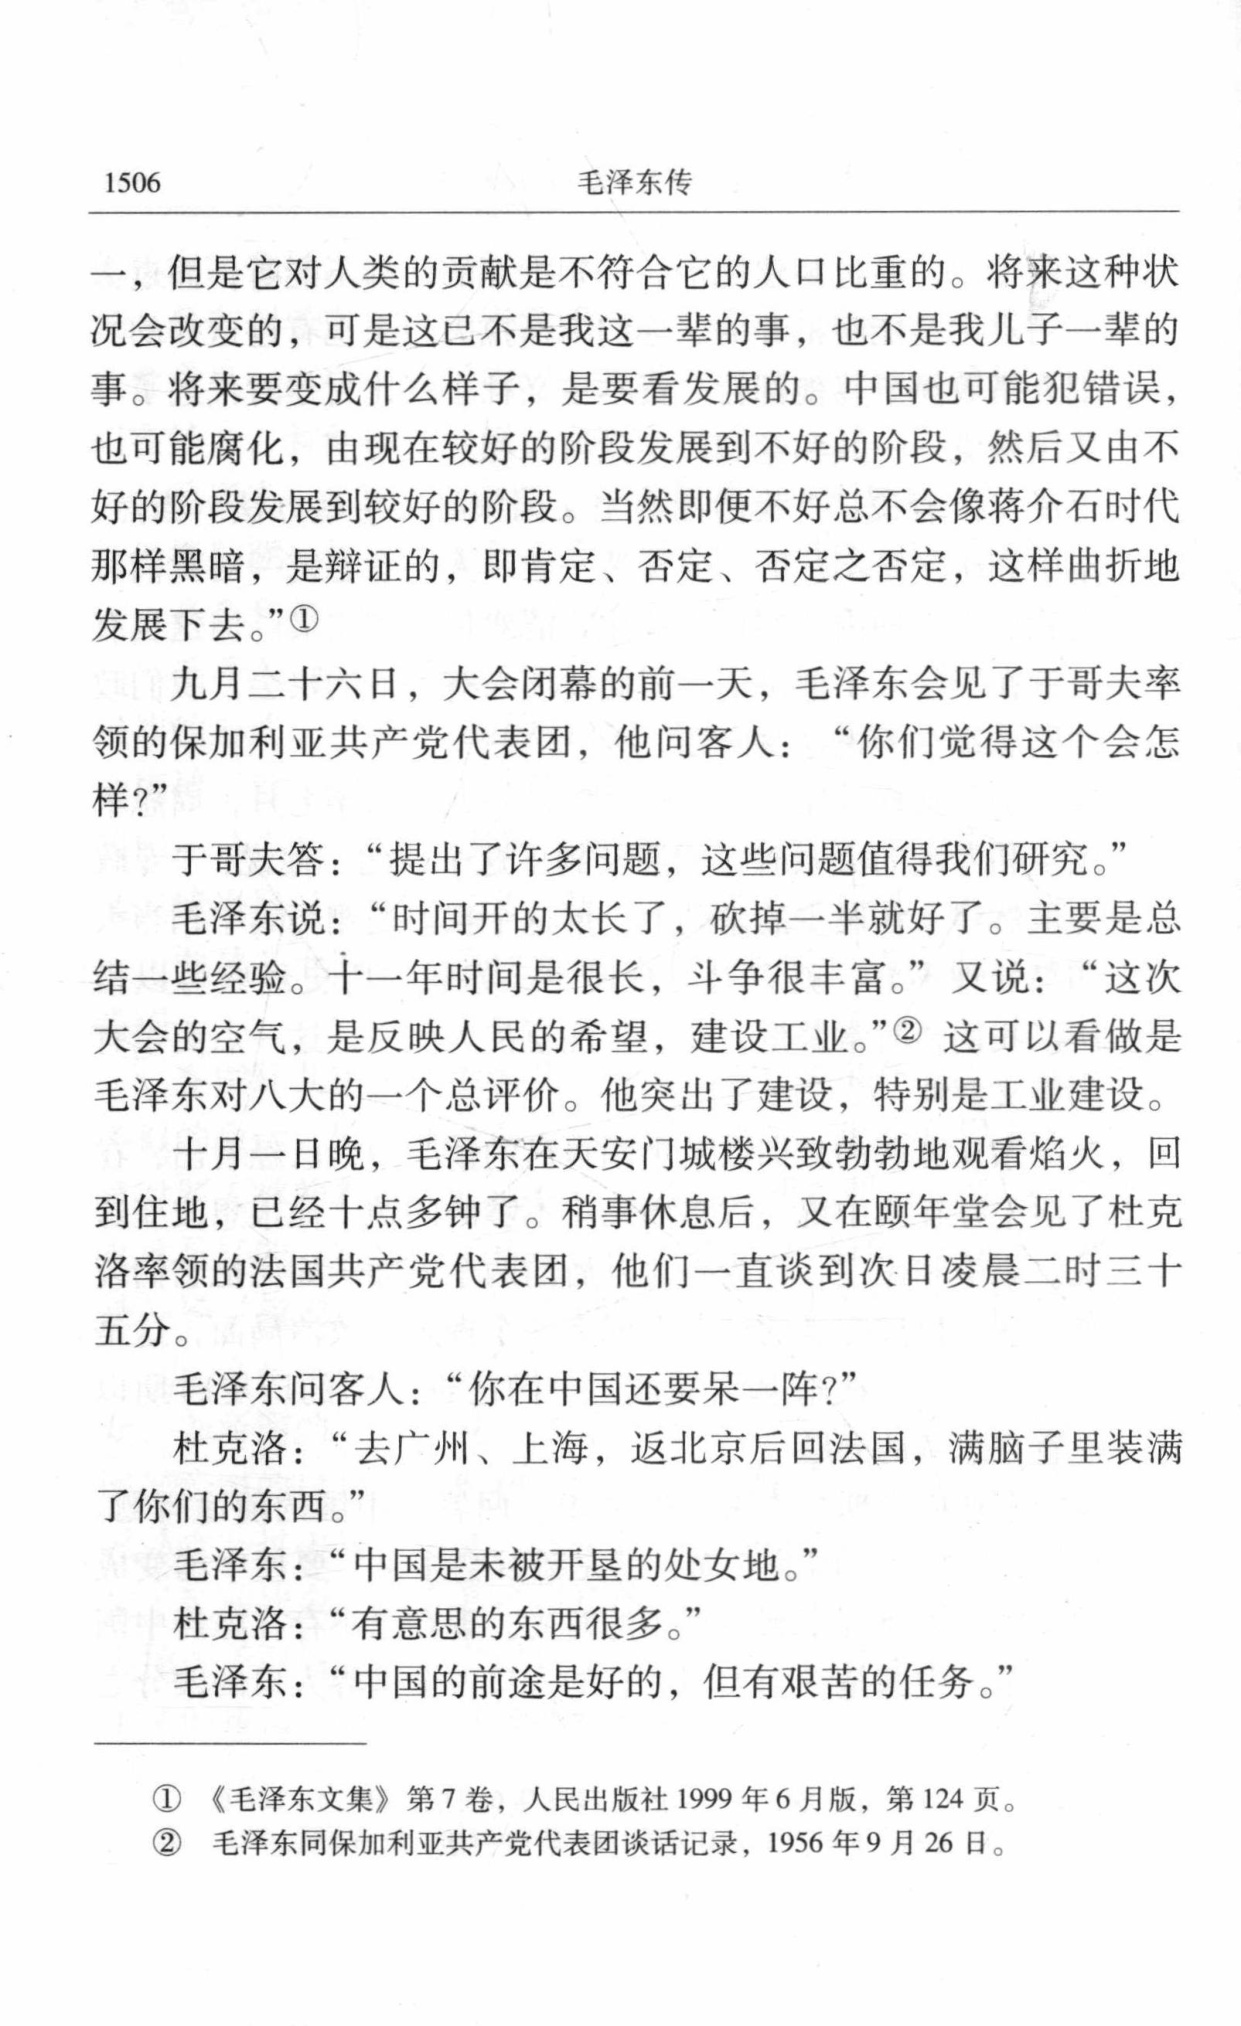 1506 毛泽东传
一，但是它对人类的贡献是不符合它的人口比重的。将来这种状
况会改变的，可是这已不是我这一辈的事，也不是我儿子一辈的
事。将来要变成什么样子，是要看发展的。中国也可能犯错误，
也可能腐化，由现在较好的阶段发展到不好的阶段，然后又由不
好的阶段发展到较好的阶段。当然即便不好总不会像蒋介石时代
那样黑暗，是辩证的，即肯定、否定、否定之否定，这样曲折地
发展下去。”①
九月二十六日，大会闭幕的前一天，毛泽东会见了于哥夫率
领的保加利亚共产党代表团，他问客人：“你们觉得这个会怎
样？”
于哥夫答：“提出了许多问题，这些问题值得我们研究。”
毛泽东说：“时间开的太长了，砍掉一半就好了。主要是总
结一些经验。十一年时间是很长，斗争很丰富。”又说：“这次
大会的空气，是反映人民的希望，建设工业。”②这可以看做是
毛泽东对八大的一个总评价。他突出了建设，特别是工业建设。
十月一日晚，毛泽东在天安门城楼兴致勃勃地观看焰火，回
到住地，已经十点多钟了。稍事休息后，又在颐年堂会见了杜克
洛率领的法国共产党代表团，他们一直谈到次日凌晨二时三十
五分。
毛泽东问客人：“你在中国还要呆一阵？”
杜克洛：“去广州、上海，返北京后回法国，满脑子里装满
了你们的东西。”
毛泽东：“中国是未被开垦的处女地。”
杜克洛：“有意思的东西很多。”
毛泽东：“中国的前途是好的，但有艰苦的任务。”
① 《毛泽东文集》第7卷，人民出版社1999年6月版，第124页。
② 毛泽东同保加利亚共产党代表团谈话记录，1956年9月26日。